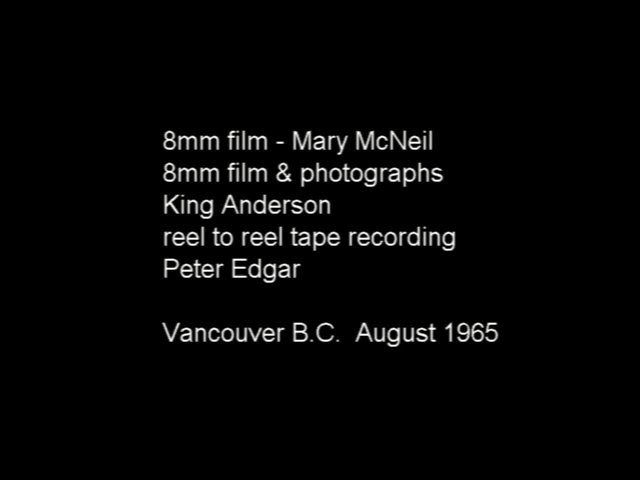 8mm film - Mary McNeil
8mm film & photographs
King Anderson
reel to reel tape recording
Peter Edgar
Vancouver B.C.  August 1965